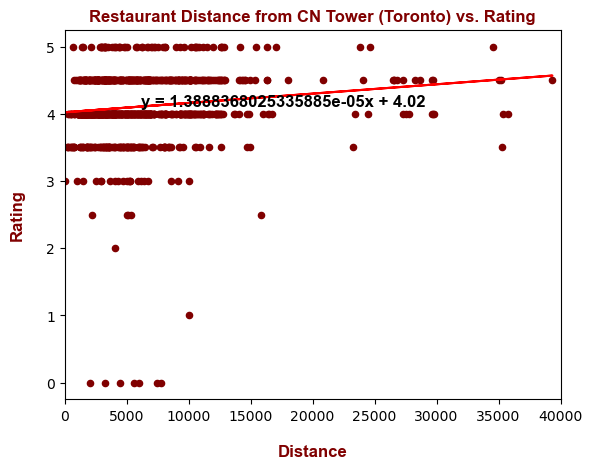 Restaurant Distance from CN Tower (Toronto) vs. Rating
5
y = 1.3888368025335885e-05x + 4.02
4
3
Rating
2
1
0
0 5000 10000 15000 20000 25000 30000 35000 40000
Distance